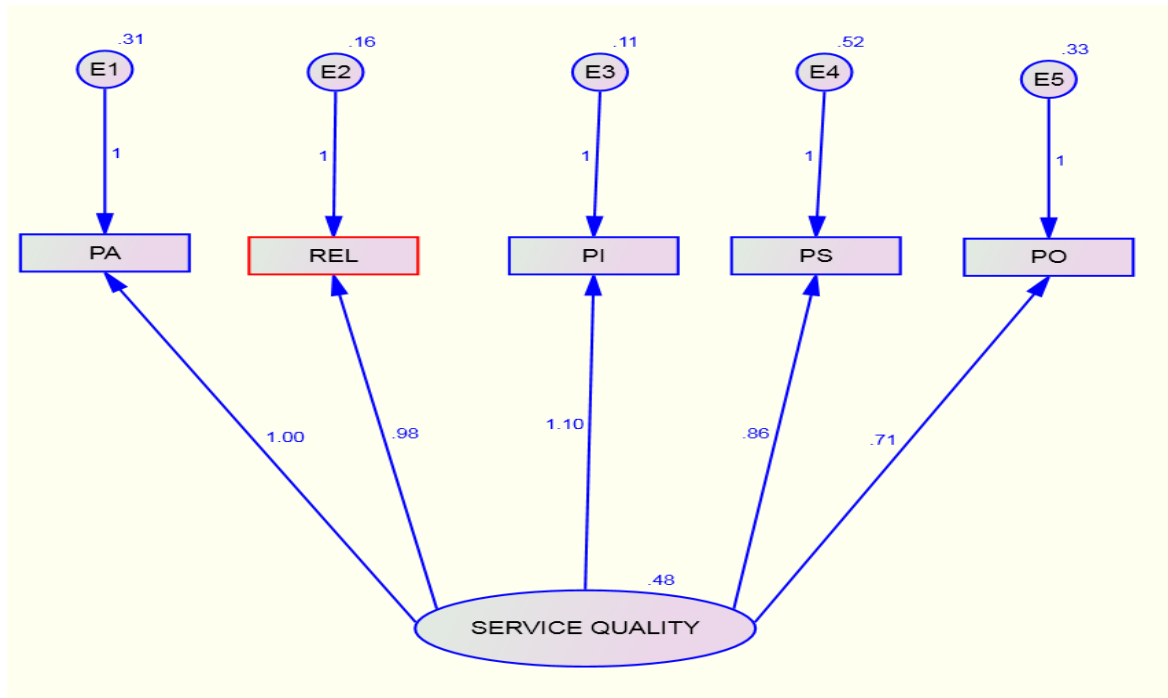 .31 .16 .11 .52 .33
E1 E2 E3 E4 E5
1 1 1 1 1
PA REL PI PS PO
1.00 .98 1.10 .86 .71
.48
SERVICE QUALITY